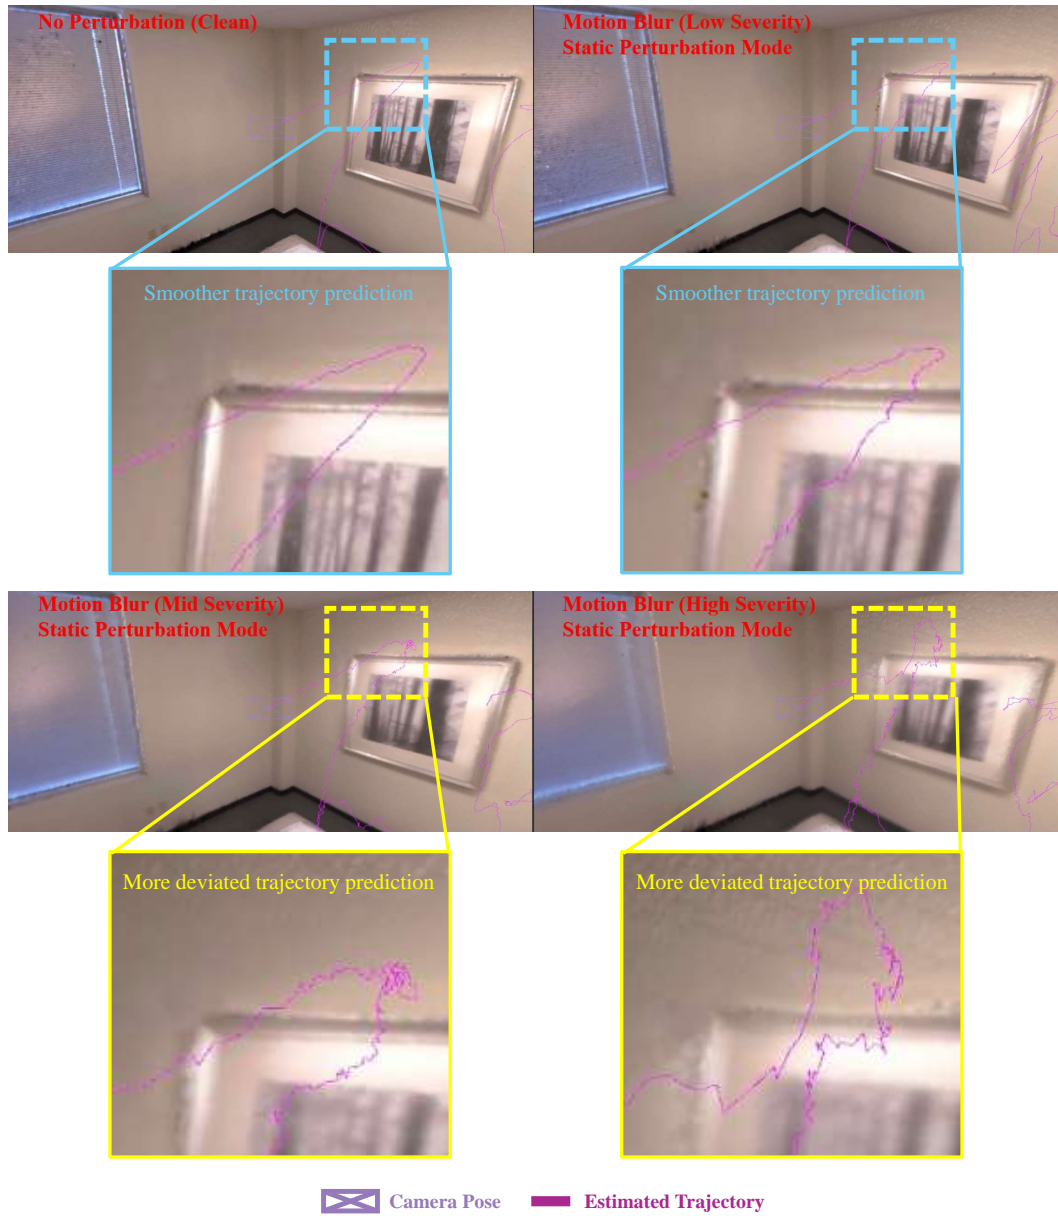 No Perturbation (Clean)
Motion Blur (Low Severity)
Static Perturbation Mode
Smoother trajectory prediction
Smoother trajectory prediction
Motion Blur (Mid Severity)
Static Perturbation Mode
Motion Blur (High Severity)
Static Perturbation Mode
More deviated trajectory prediction
More deviated trajectory prediction
Camera Pose
Estimated Trajectory